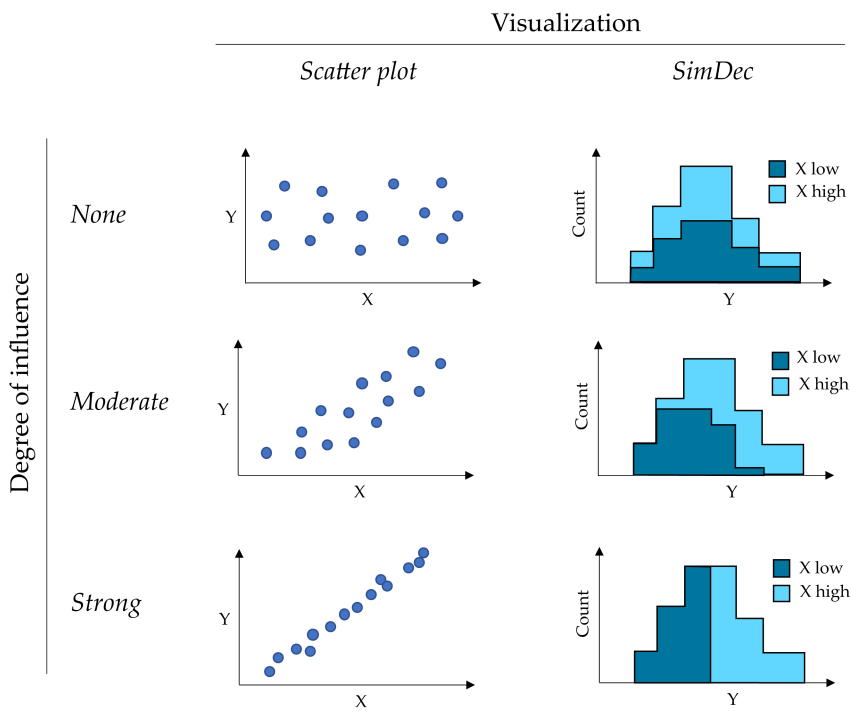 Visualization
Scatter plot
SimDec
Degree of influence
None
Y
X
Count
Y
X low
X high
Moderate
Y
X
Count
Y
X low
X high
Strong
Y
X
Count
Y
X low
X high